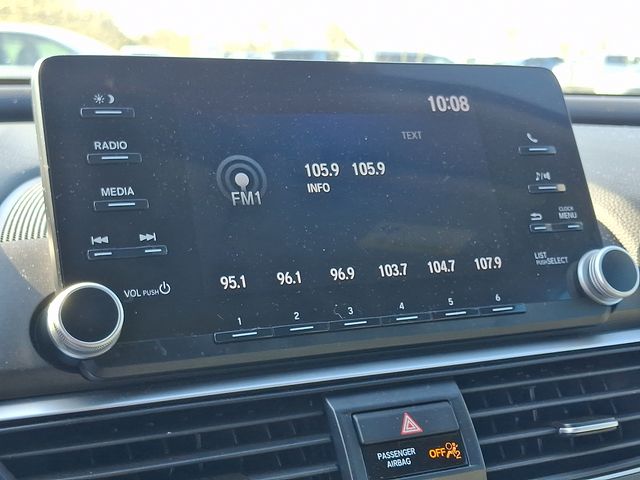 10:08
TEXT
RADIO
105.9 105.9
INFO
MEDIA
FM1
CLOCK
MENU
LIST
PUSH SELECT
95.1 96.1 96.9 103.7 104.7 107.9
VOL PUSH
1 2 3 4 5 6
PASSENGER
AIRBAG
OFF 2